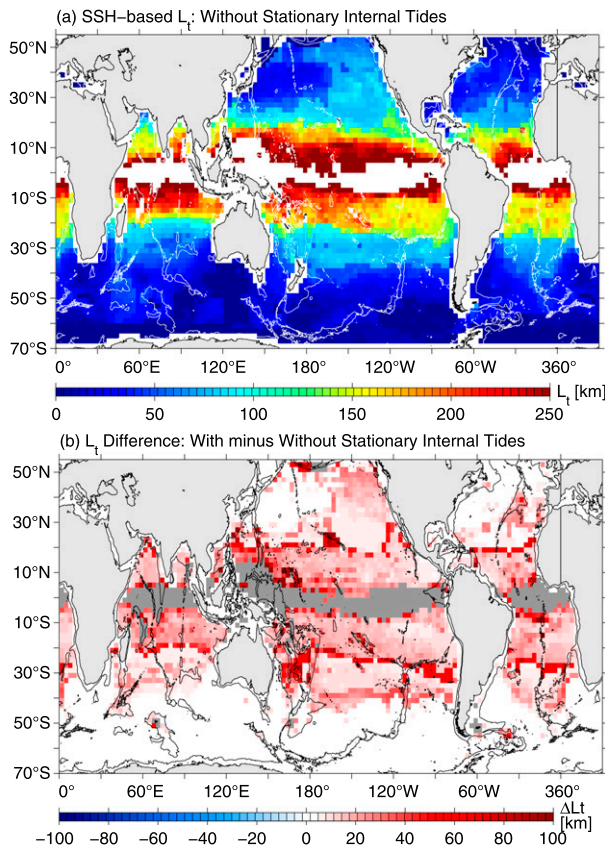 (a) SSH−based Lt: Without Stationary Internal Tides
50°N
30°N
10°N
10°S
30°S
50°S
70°S
0° 60°E 120°E 180° 120°W 60°W 360°
0 50 100 150 200 250
Lt [km]
(b) Lt Difference: With minus Without Stationary Internal Tides
50°N
30°N
10°N
10°S
30°S
50°S
70°S
0° 60°E 120°E 180° 120°W 60°W 360°
−100 −80 −60 −40 −20 0 20 40 60 80 100
ΔLt
[km]